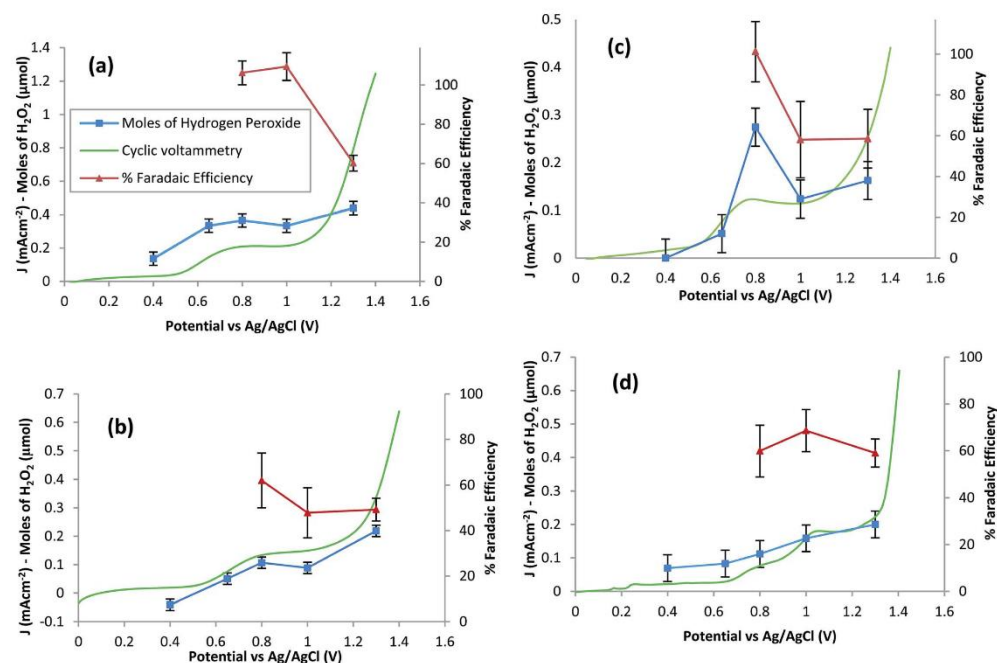 (a)
J (mAcm⁻²) - Moles of H₂O₂ (µmol)
1.4
1.2
1
0.8
0.6
0.4
0.2
0
Moles of Hydrogen Peroxide
Cyclic voltammetry
% Faradaic Efficiency
100
80
60
40
20
0
% Faradaic Efficiency
0 0.2 0.4 0.6 0.8 1 1.2 1.4 1.6
Potential vs Ag/AgCl (V)
(c)
J (mAcm⁻²) - Moles of H₂O₂ (µmol)
0.5
0.4
0.3
0.2
0.1
0
100
80
60
40
20
0
% Faradaic Efficiency
0 0.2 0.4 0.6 0.8 1 1.2 1.4 1.6
Potential vs Ag/AgCl (V)
(b)
J (mAcm⁻²) - Moles of H₂O₂ (µmol)
0.7
0.6
0.5
0.4
0.3
0.2
0.1
0
-0.1
100
80
60
40
20
0
% Faradaic Efficiency
0 0.2 0.4 0.6 0.8 1 1.2 1.4 1.6
Potential vs Ag/AgCl (V)
(d)
J (mAcm⁻²) - Moles of H₂O₂ (µmol)
0.7
0.6
0.5
0.4
0.3
0.2
0.1
0
100
80
60
40
20
0
% Faradaic Efficiency
0 0.2 0.4 0.6 0.8 1 1.2 1.4 1.6
Potential vs Ag/AgCl (V)